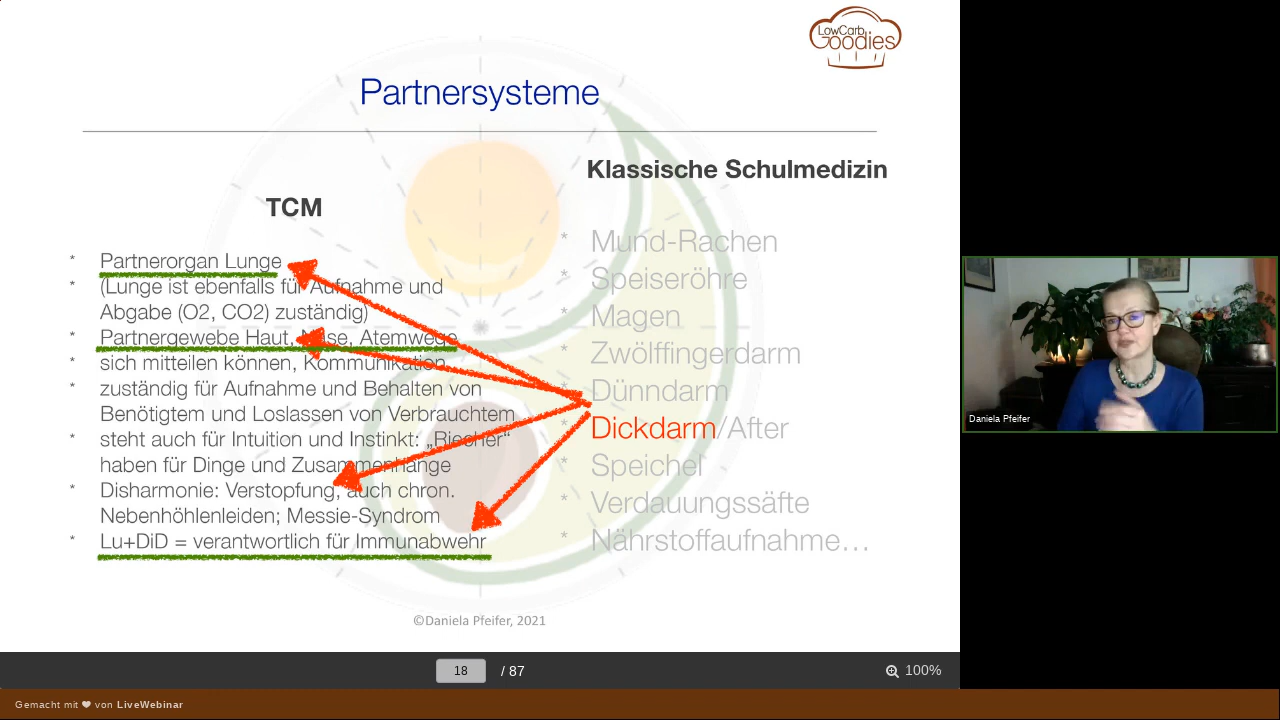 LowCarb
Goodies
Partnersysteme
Klassische Schulmedizin
TCM
* Partnerorgan Lunge
* (Lunge ist ebenfalls für Aufnahme und
Abgabe (O2, CO2) zuständig)
* Partnergewebe Haut, Nase, Atemwege
* sich mitteilen können, Kommunikation
* zuständig für Aufnahme und Behalten von
Benötigtem und Loslassen von Verbrauchtem
* steht auch für Intuition und Instinkt: „Riecher“
haben für Dinge und Zusammenhänge
* Disharmonie: Verstopfung, auch chron.
Nebenhöhlenleiden; Messie-Syndrom
* Lu+DiD = verantwortlich für Immunabwehr
* Mund-Rachen
* Speiseröhre
* Magen
* Zwölffingerdarm
* Dünndarm
* Dickdarm/After
* Speichel
* Verdauungssäfte
* Nährstoffaufnahme…
©Daniela Pfeifer, 2021
Daniela Pfeifer
18 / 87
100%
Gemacht mit ❤ von LiveWebinar